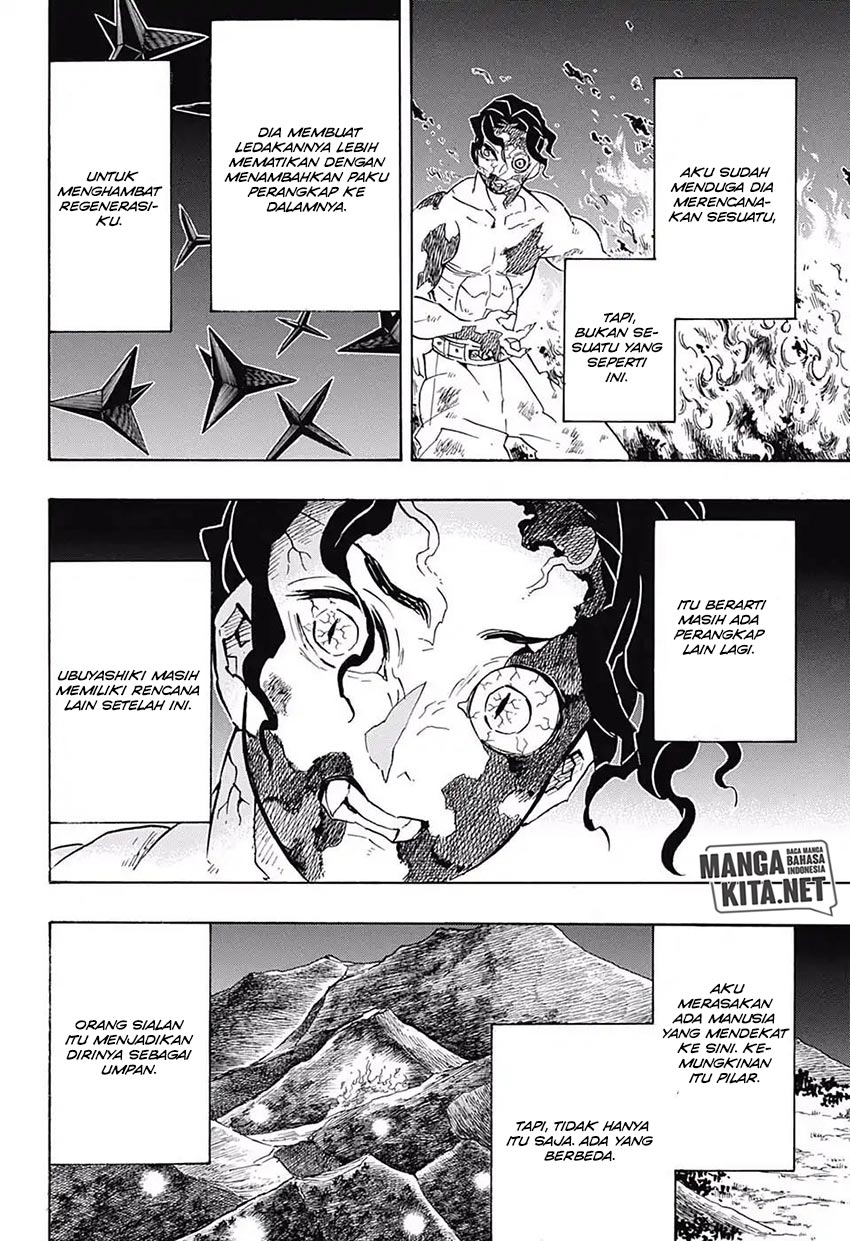 AKU SUDAH
MENDUGA DIA
MERENCANA-
KAN SESUATU,
TAPI,
BUKAN SE-
SUATU YANG
SEPERTI
INI.
DIA MEMBUAT
LEDAKANNYA LEBIH
MEMATIKAN DENGAN
MENAMBAHKAN PAKU
PERANGKAP KE
DALAMNYA.
UNTUK
MENGHAMBAT
REGENERASI-
KU.
ITU BERARTI
MASIH ADA
PERANGKAP
LAIN LAGI.
UBUYASHIKI MASIH
MEMILIKI RENCANA
LAIN SETELAH INI.
MANGA
KITA.NET
BACA MANGA
BAHASA
INDONESIA
AKU
MERASAKAN
ADA MANUSIA
YANG MENDEKAT
KE SINI. KE-
MUNGKINAN
ITU PILAR.
TAPI, TIDAK HANYA
ITU SAJA. ADA YANG
BERBEDA.
ORANG SIALAN
ITU MENJADIKAN
DIRINYA SEBAGAI
UMPAN.